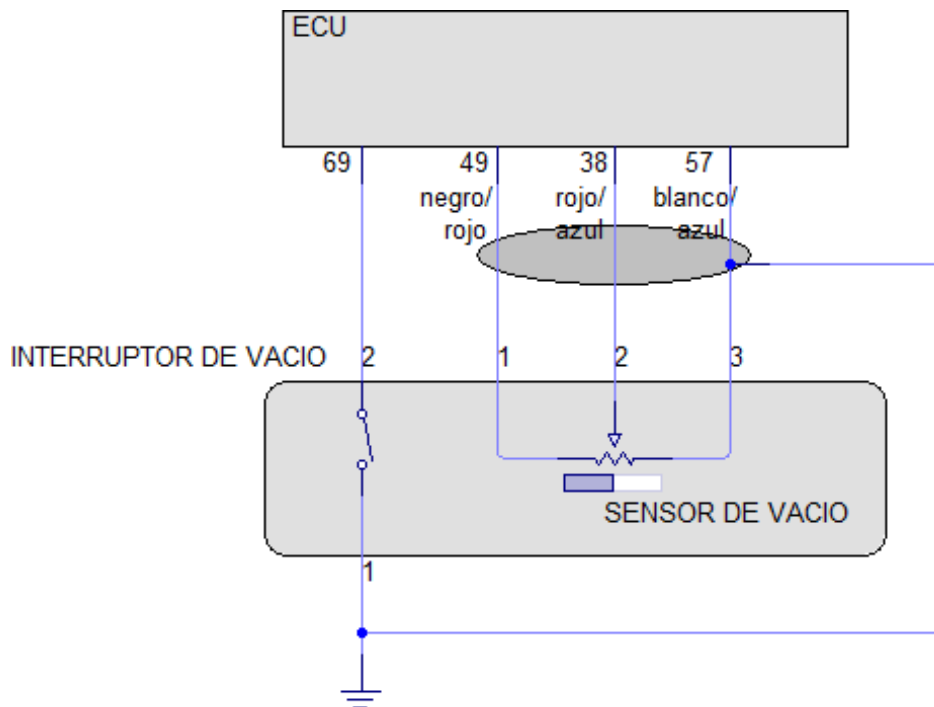 ECU
69 49 38 57
negro/ rojo/ blanco/
rojo azul azul
INTERRUPTOR DE VACIO 2 1 2 3
SENSOR DE VACIO
1